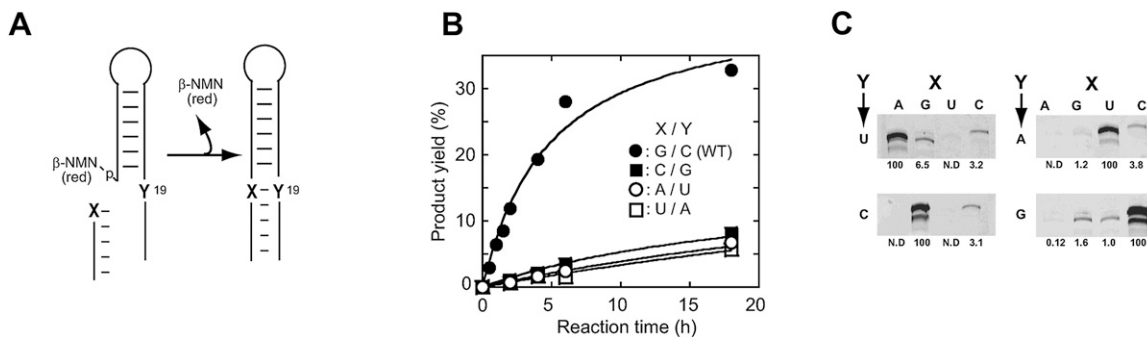 A
β-NMN
(red)
β-NMN
(red)
p
Y 19
X
X
Y 19
B
Product yield (%)
30
20
10
0
0
5
10
15
20
Reaction time (h)
X / Y
: G / C (WT)
: C / G
: A / U
: U / A
C
Y X
A G U C
U
100 6.5 N.D 3.2
C
N.D 100 N.D 3.1
Y X
A G U C
A
N.D 1.2 100 3.8
G
0.12 1.6 1.0 100